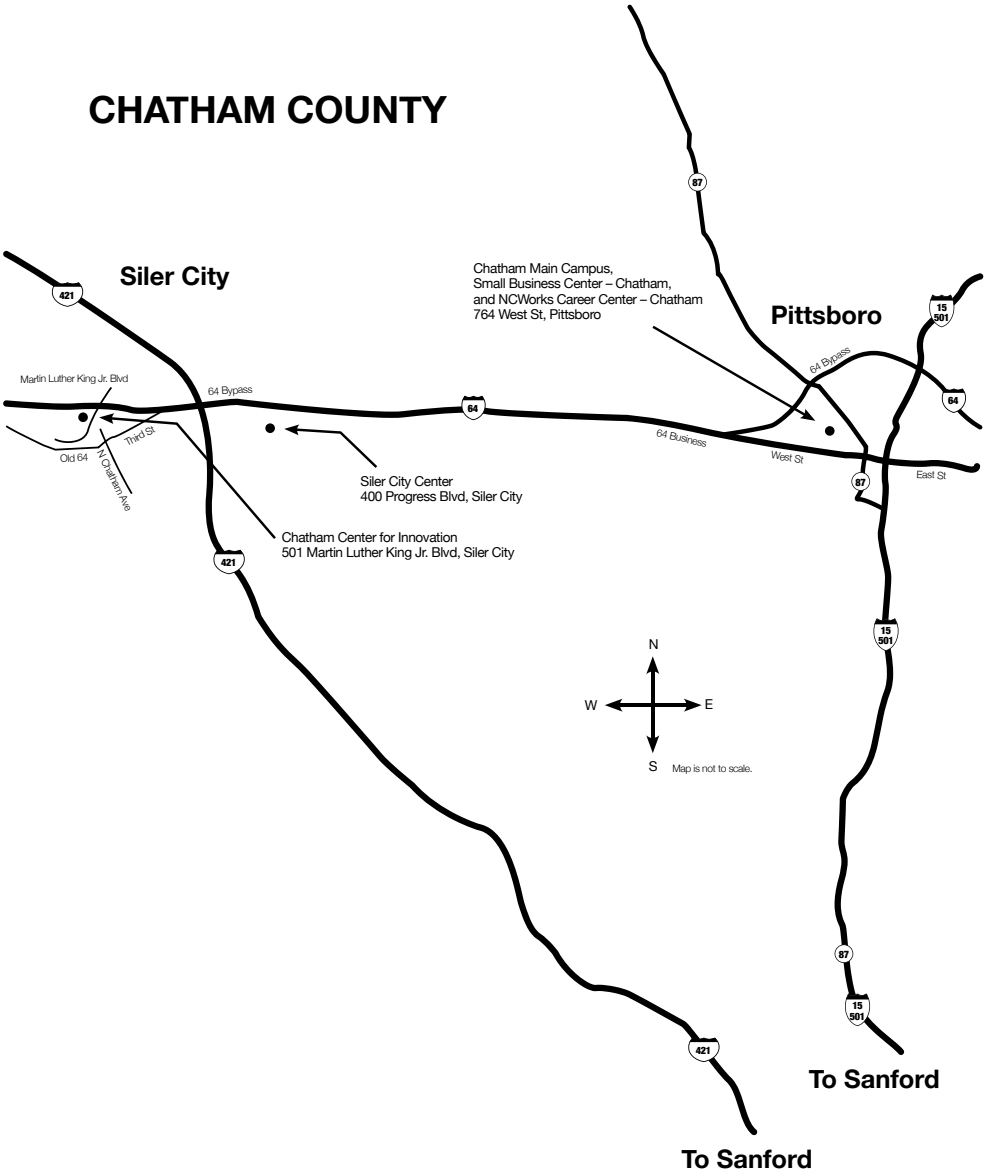 CHATHAM COUNTY
87
Siler City
421
Chatham Main Campus,
Small Business Center – Chatham,
and NCWorks Career Center – Chatham
764 West St, Pittsboro
Pittsboro
15
501
64 Bypass
Martin Luther King Jr. Blvd
64 Bypass
64
64
Third St
Old 64
N Chatham Ave
64 Business
West St
East St
87
Siler City Center
400 Progress Blvd, Siler City
Chatham Center for Innovation
501 Martin Luther King Jr. Blvd, Siler City
421
15
501
N
W
E
S
Map is not to scale.
87
15
501
421
To Sanford
To Sanford